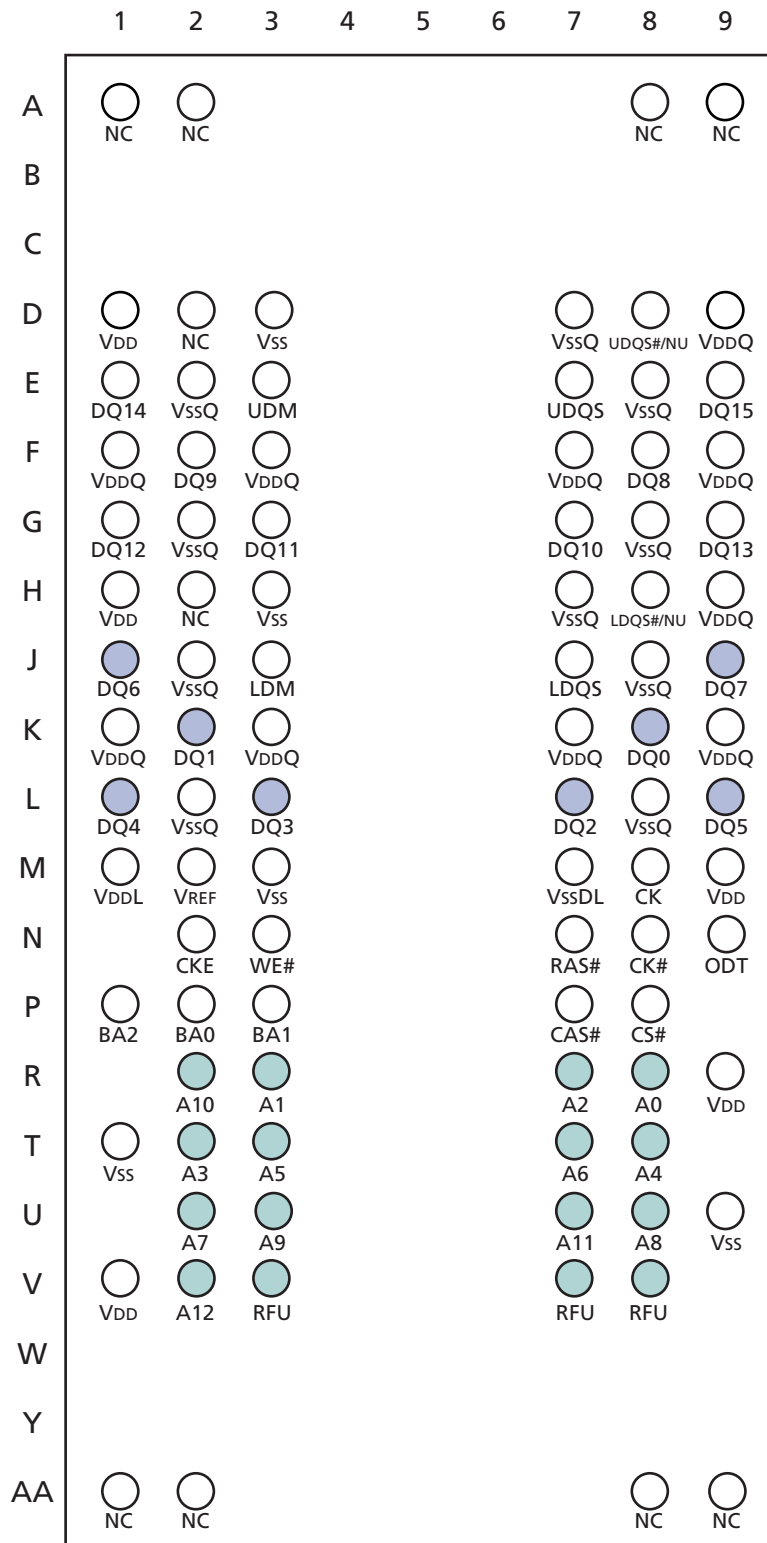 1 2 3 4 5 6 7 8 9
A
NC NC NC NC
B
C
D
VDD NC VSS VSSQ UDQS#/NU VDDQ
E
DQ14 VSSQ UDM UDQS VSSQ DQ15
F
VDDQ DQ9 VDDQ VDDQ DQ8 VDDQ
G
DQ12 VSSQ DQ11 DQ10 VSSQ DQ13
H
VDD NC VSS VSSQ LDQS#/NU VDDQ
J
DQ6 VSSQ LDM LDQS VSSQ DQ7
K
VDDQ DQ1 VDDQ VDDQ DQ0 VDDQ
L
DQ4 VSSQ DQ3 DQ2 VSSQ DQ5
M
VDDL VREF VSS VSSDL CK VDD
N
CKE WE# RAS# CK# ODT
P
BA2 BA0 BA1 CAS# CS#
R
A10 A1 A2 A0 VDD
T
VSS A3 A5 A6 A4
U
A7 A9 A11 A8 VSS
V
VDD A12 RFU RFU RFU
W
Y
AA
NC NC NC NC